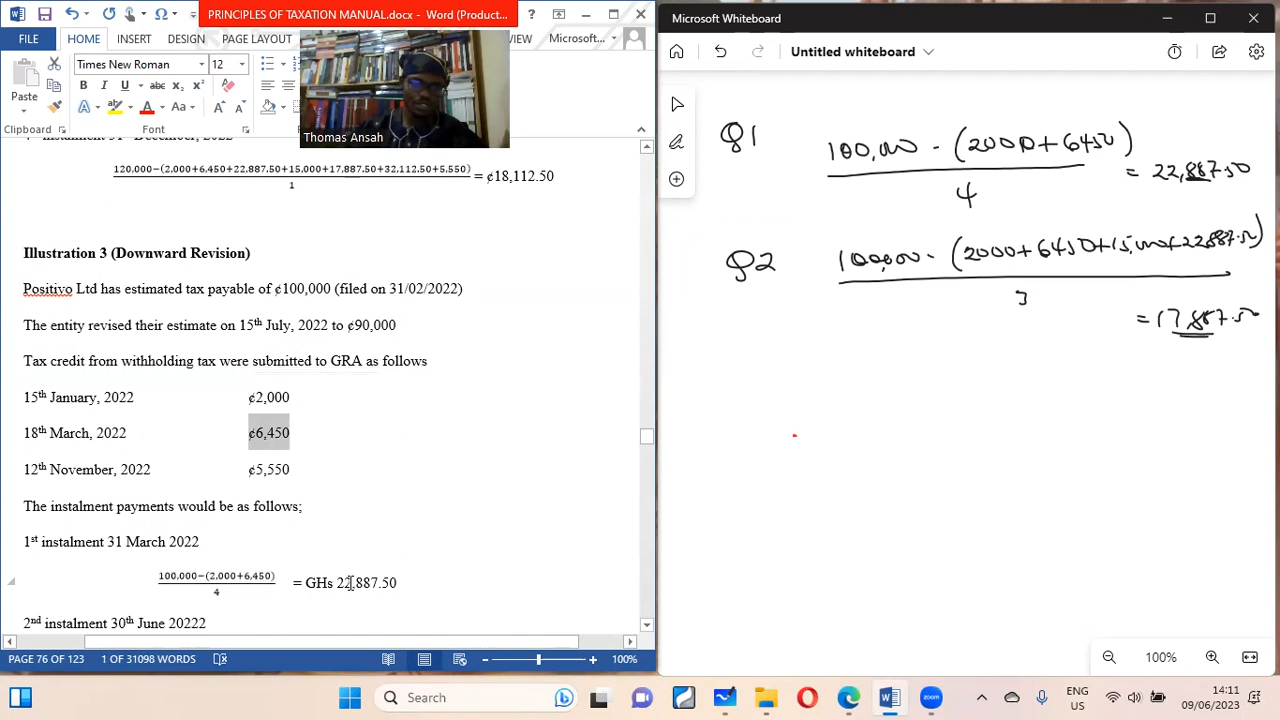 PRINCIPLES OF TAXATION MANUAL.docx - Word (Product...
FILE HOME INSERT DESIGN PAGE LAYOUT VIEW Microsoft...
Paste
Times New Roman 12
B I U abc x₂ x²
A Aa A A
Clipboard Font
Thomas Ansah
120,000−(2,000+6,450+22,887.50+15,000+17,887.50+32,112.50+5,550)
1
= ¢18,112.50
Illustration 3 (Downward Revision)
Positivo Ltd has estimated tax payable of ¢100,000 (filed on 31/02/2022)
The entity revised their estimate on 15th July, 2022 to ¢90,000
Tax credit from withholding tax were submitted to GRA as follows
15th January, 2022 ¢2,000
18th March, 2022 ¢6,450
12th November, 2022 ¢5,550
The instalment payments would be as follows;
1st instalment 31 March 2022
100,000−(2,000+6,450)
4
= GHs 22,887.50
2nd instalment 30th June 20222
PAGE 76 OF 123 1 OF 31098 WORDS 100%
Microsoft Whiteboard
Untitled whiteboard
Q1
100,000 - (2000+6450)
4
= 22,887.50
Q2
100,000 - (2000+6450+15,000+22887.50)
3
= 17,887.50
100%
Search
zoom
ENG
US
14:11
09/06/2023